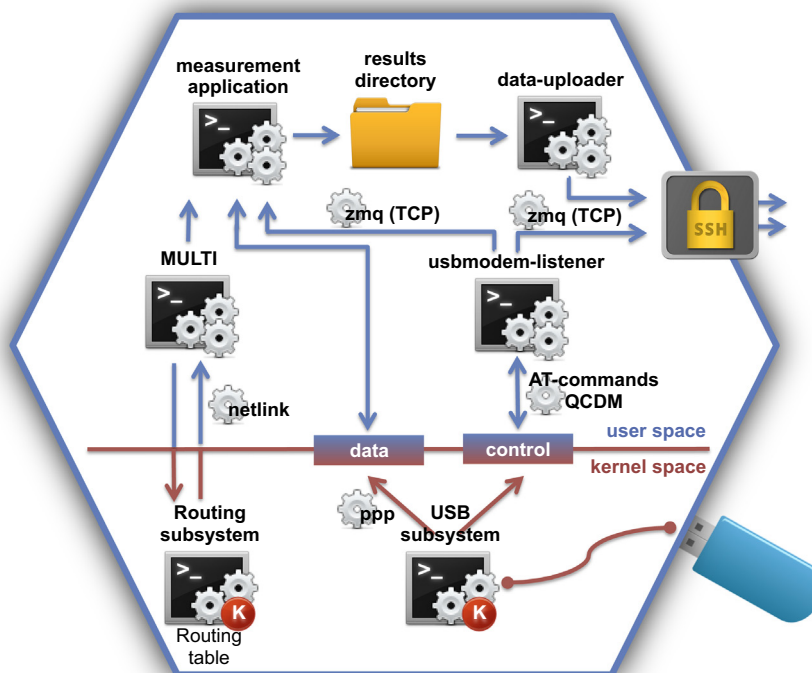 measurement
application
results
directory
data-uploader
>_
>_
zmq (TCP)
zmq (TCP)
SSH
MULTI
usbmodem-listener
>_
>_
netlink
AT-commands
QCDM
data
control
user space
kernel space
Routing
subsystem
ppp
USB
subsystem
>_
K
>_
K
Routing
table